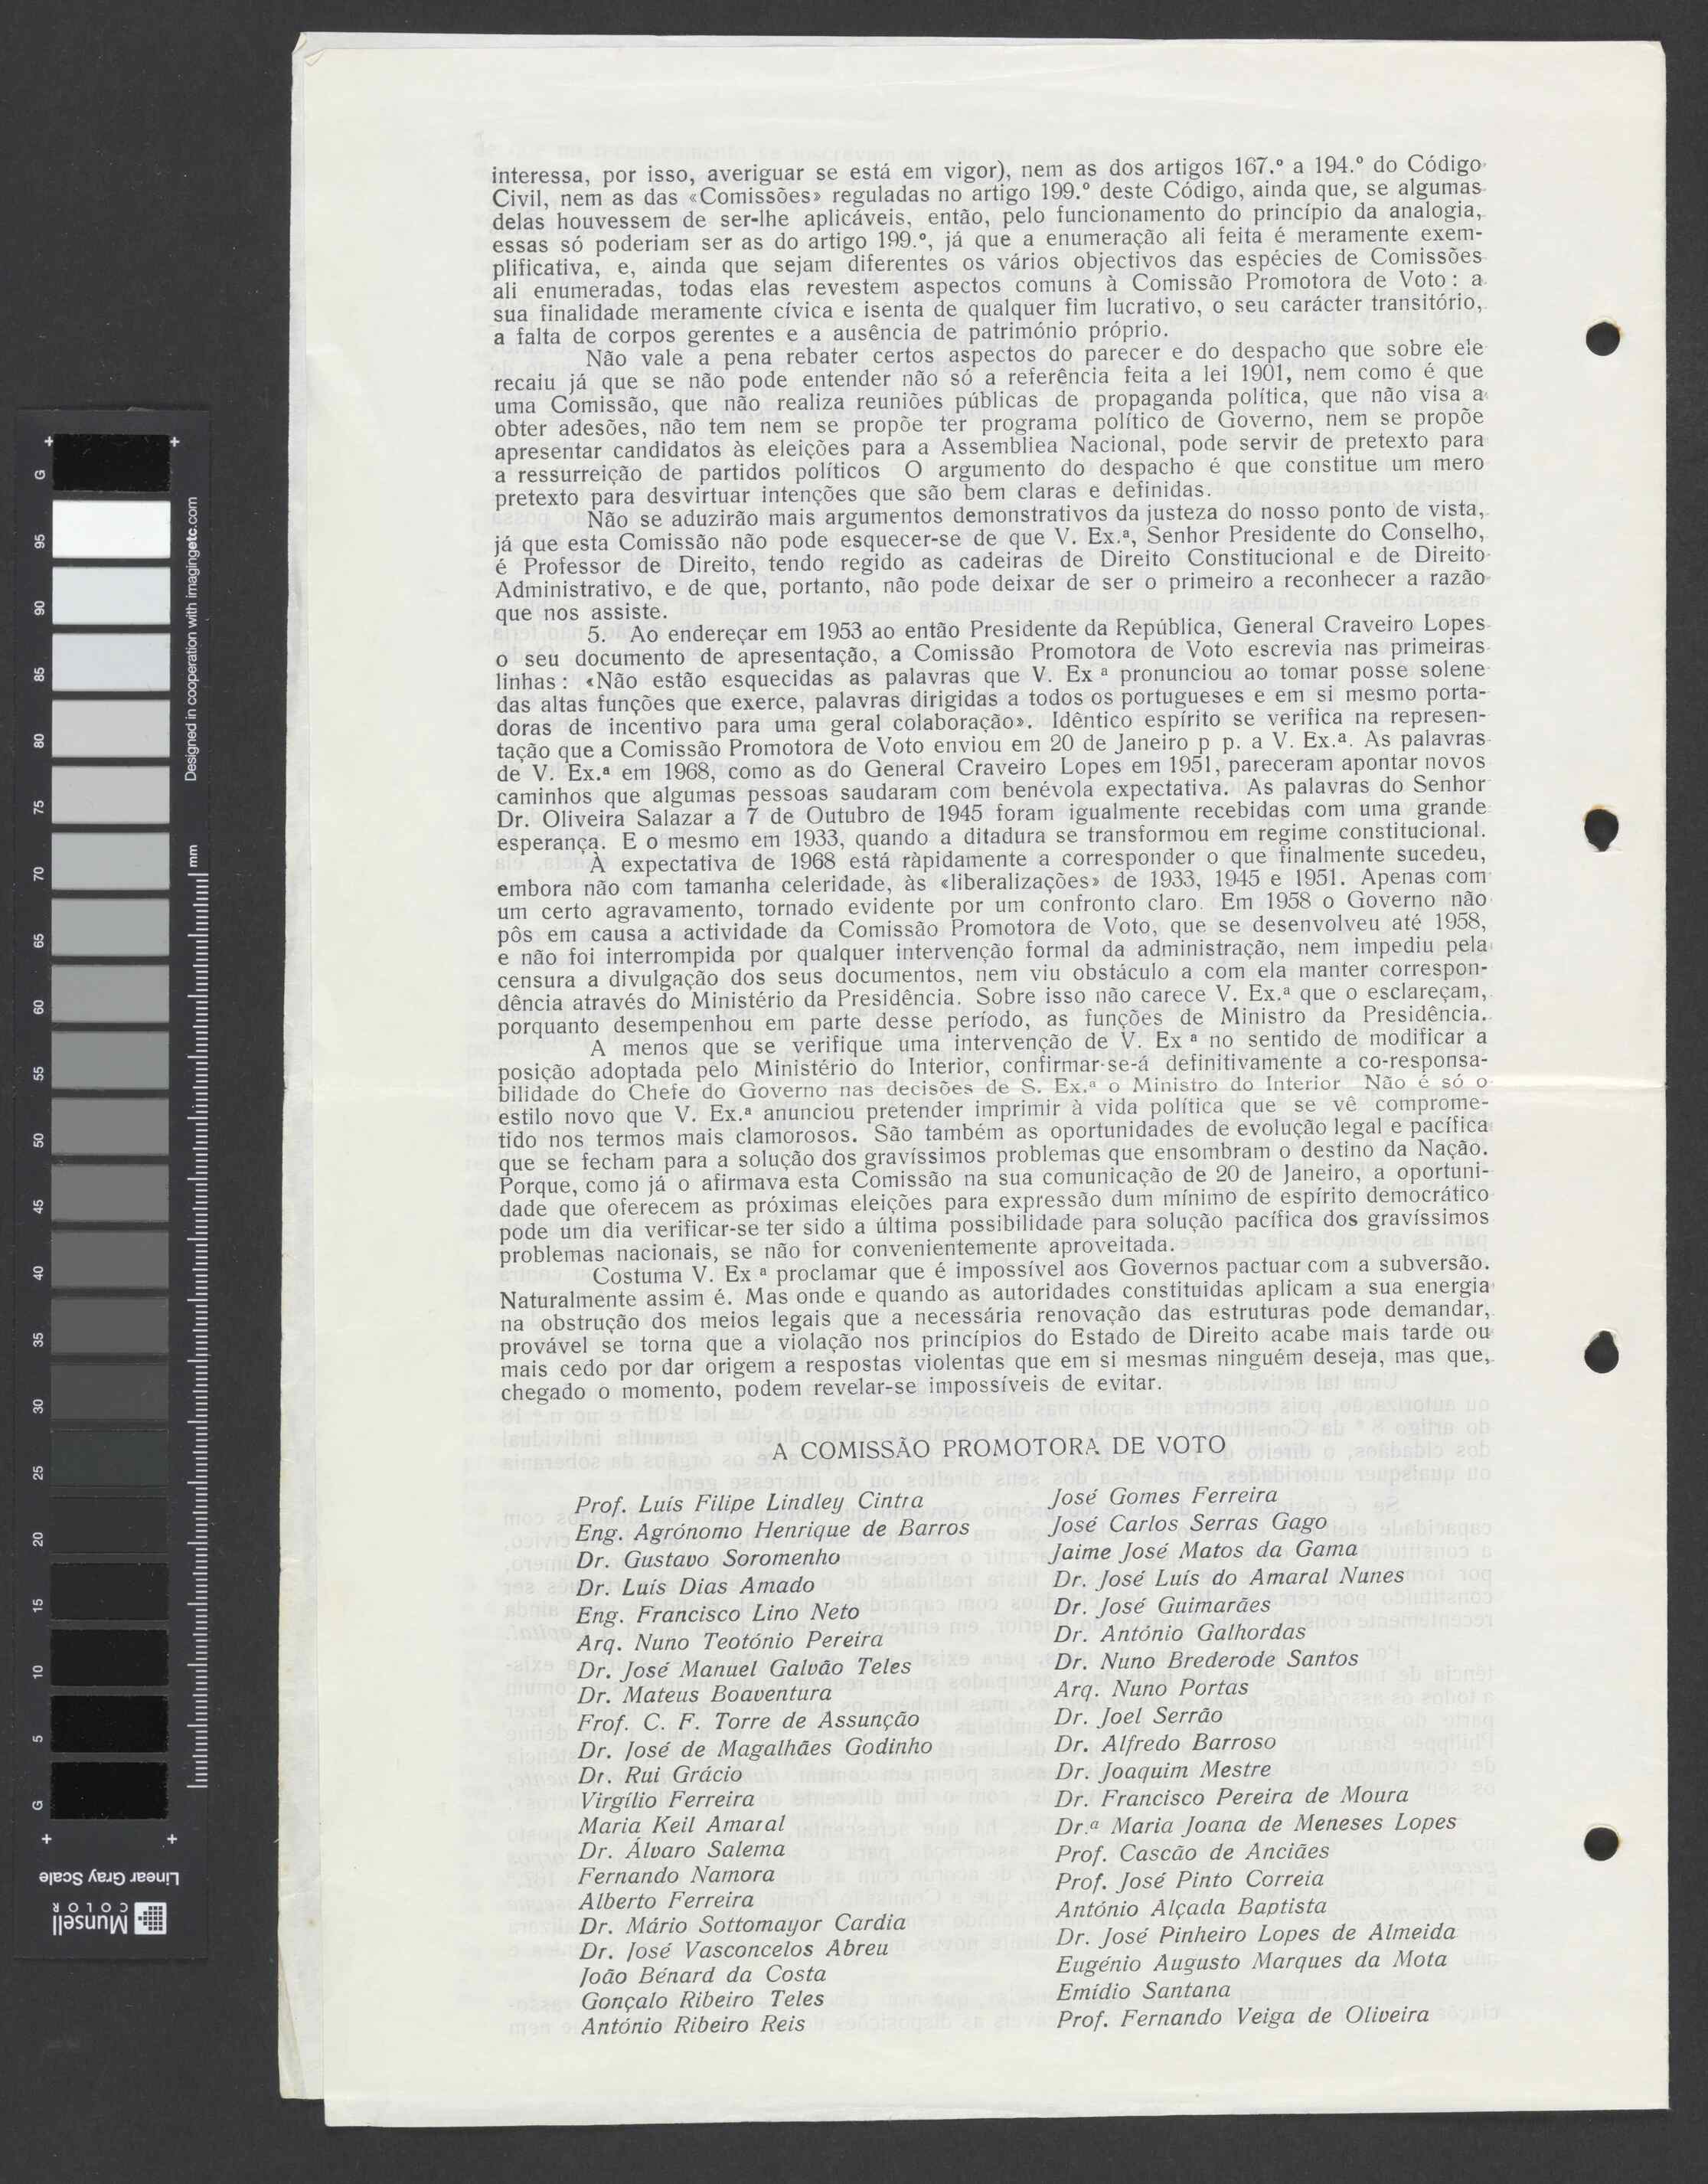 interessa, por isso, averiguar se está em vigor), nem as dos artigos 167.º a 194.º do Código
Civil, nem as das «Comissões» reguladas no artigo 199.º deste Código, ainda que, se algumas
delas houvessem de ser-lhe aplicáveis, então, pelo funcionamento do princípio da analogia,
essas só poderiam ser as do artigo 199.º, já que a enumeração ali feita é meramente exem-
plificativa, e, ainda que sejam diferentes os vários objectivos das espécies de Comissões
ali enumeradas, todas elas revestem aspectos comuns à Comissão Promotora de Voto : a
sua finalidade meramente cívica e isenta de qualquer fim lucrativo, o seu carácter transitório,
a falta de corpos gerentes e a ausência de património próprio.
Não vale a pena rebater certos aspectos do parecer e do despacho que sobre ele
recaiu já que se não pode entender não só a referência feita a lei 1901, nem como é que
uma Comissão, que não realiza reuniões públicas de propaganda política, que não visa a
obter adesões, não tem nem se propõe ter programa político de Governo, nem se propõe
apresentar candidatos às eleições para a Assembliea Nacional, pode servir de pretexto para
a ressurreição de partidos políticos O argumento do despacho é que constitue um mero
pretexto para desvirtuar intenções que são bem claras e definidas.
Não se aduzirão mais argumentos demonstrativos da justeza do nosso ponto de vista,
já que esta Comissão não pode esquecer-se de que V. Ex.ª, Senhor Presidente do Conselho,
é Professor de Direito, tendo regido as cadeiras de Direito Constitucional e de Direito
Administrativo, e de que, portanto, não pode deixar de ser o primeiro a reconhecer a razão
que nos assiste.
5. Ao endereçar em 1953 ao então Presidente da República, General Craveiro Lopes
o seu documento de apresentação, a Comissão Promotora de Voto escrevia nas primeiras
linhas : «Não estão esquecidas as palavras que V. Ex ª pronunciou ao tomar posse solene
das altas funções que exerce, palavras dirigidas a todos os portugueses e em si mesmo porta-
doras de incentivo para uma geral colaboração». Idêntico espírito se verifica na represen-
tação que a Comissão Promotora de Voto enviou em 20 de Janeiro p p. a V. Ex.ª. As palavras
de V. Ex.ª em 1968, como as do General Craveiro Lopes em 1951, pareceram apontar novos
caminhos que algumas pessoas saudaram com benévola expectativa. As palavras do Senhor
Dr. Oliveira Salazar a 7 de Outubro de 1945 foram igualmente recebidas com uma grande
esperança. E o mesmo em 1933, quando a ditadura se transformou em regime constitucional.
À expectativa de 1968 está ràpidamente a corresponder o que finalmente sucedeu,
embora não com tamanha celeridade, às «liberalizações» de 1933, 1945 e 1951. Apenas com
um certo agravamento, tornado evidente por um confronto claro. Em 1958 o Governo não
pôs em causa a actividade da Comissão Promotora de Voto, que se desenvolveu até 1958,
e não foi interrompida por qualquer intervenção formal da administração, nem impediu pela
censura a divulgação dos seus documentos, nem viu obstáculo a com ela manter correspon-
dência através do Ministério da Presidência. Sobre isso não carece V. Ex.ª que o esclareçam,
porquanto desempenhou em parte desse período, as funções de Ministro da Presidência.
A menos que se verifique uma intervenção de V. Ex ª no sentido de modificar a
posição adoptada pelo Ministério do Interior, confirmar-se-á definitivamente a co-responsa-
bilidade do Chefe do Governo nas decisões de S. Ex.ª o Ministro do Interior Não é só o
estilo novo que V. Ex.ª anunciou pretender imprimir à vida política que se vê comprome-
tido nos termos mais clamorosos. São também as oportunidades de evolução legal e pacífica
que se fecham para a solução dos gravíssimos problemas que ensombram o destino da Nação.
Porque, como já o afirmava esta Comissão na sua comunicação de 20 de Janeiro, a oportuni-
dade que oferecem as próximas eleições para expressão dum mínimo de espírito democrático
pode um dia verificar-se ter sido a última possibilidade para solução pacífica dos gravíssimos
problemas nacionais, se não for convenientemente aproveitada.
Costuma V. Ex ª proclamar que é impossível aos Governos pactuar com a subversão.
Naturalmente assim é. Mas onde e quando as autoridades constituidas aplicam a sua energia
na obstrução dos meios legais que a necessária renovação das estruturas pode demandar,
provável se torna que a violação nos princípios do Estado de Direito acabe mais tarde ou
mais cedo por dar origem a respostas violentas que em si mesmas ninguém deseja, mas que,
chegado o momento, podem revelar-se impossíveis de evitar.
A COMISSÃO PROMOTORA DE VOTO
Prof. Luís Filipe Lindley Cintra
Eng. Agrónomo Henrique de Barros
Dr. Gustavo Soromenho
Dr. Luís Dias Amado
Eng. Francisco Lino Neto
Arq. Nuno Teotónio Pereira
Dr. José Manuel Galvão Teles
Dr. Mateus Boaventura
Frof. C. F. Torre de Assunção
Dr. José de Magalhães Godinho
Dr. Rui Grácio
Virgílio Ferreira
Maria Keil Amaral
Dr. Álvaro Salema
Fernando Namora
Alberto Ferreira
Dr. Mário Sottomayor Cardia
Dr. José Vasconcelos Abreu
João Bénard da Costa
Gonçalo Ribeiro Teles
António Ribeiro Reis
José Gomes Ferreira
José Carlos Serras Gago
Jaime José Matos da Gama
Dr. José Luís do Amaral Nunes
Dr. José Guimarães
Dr. António Galhordas
Dr. Nuno Brederode Santos
Arq. Nuno Portas
Dr. Joel Serrão
Dr. Alfredo Barroso
Dr. Joaquim Mestre
Dr. Francisco Pereira de Moura
Dr.ª Maria Joana de Meneses Lopes
Prof. Cascão de Anciães
Prof. José Pinto Correia
António Alçada Baptista
Dr. José Pinheiro Lopes de Almeida
Eugénio Augusto Marques da Mota
Emídio Santana
Prof. Fernando Veiga de Oliveira
G
95
90
85
80
75
70
65
60
55
50
45
40
35
30
25
20
15
10
5
G
Designed in cooperation with imagingetc.com
mm
Linear Gray Scale
Munsell
COLOR